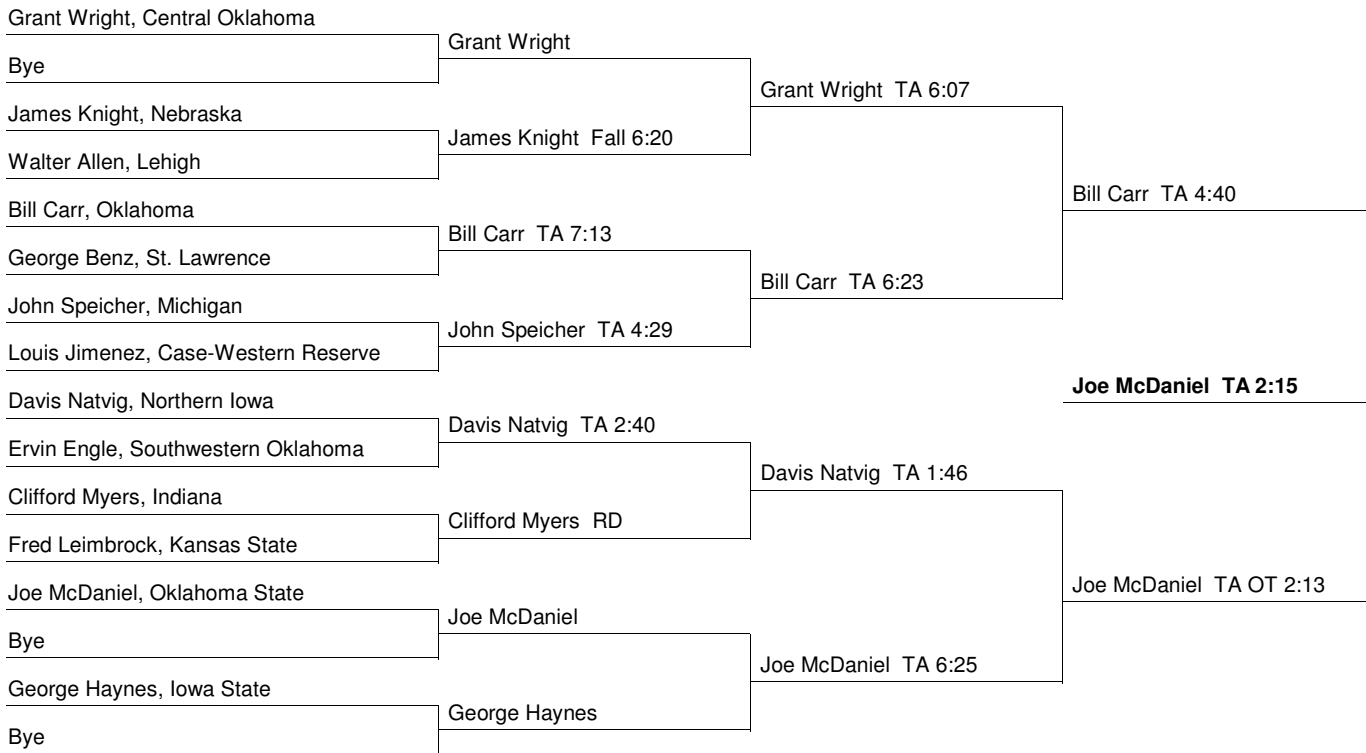 Grant Wright, Central Oklahoma
Bye
James Knight, Nebraska
Walter Allen, Lehigh
Bill Carr, Oklahoma
George Benz, St. Lawrence
John Speicher, Michigan
Louis Jimenez, Case-Western Reserve
Davis Natvig, Northern Iowa
Ervin Engle, Southwestern Oklahoma
Clifford Myers, Indiana
Fred Leimbrock, Kansas State
Joe McDaniel, Oklahoma State
Bye
George Haynes, Iowa State
Bye
Grant Wright
James Knight  Fall 6:20
Bill Carr  TA 7:13
John Speicher  TA 4:29
Davis Natvig  TA 2:40
Clifford Myers  RD
Joe McDaniel
George Haynes
Grant Wright  TA 6:07
Bill Carr  TA 6:23
Davis Natvig  TA 1:46
Joe McDaniel  TA 6:25
Bill Carr  TA 4:40
Joe McDaniel  TA 2:15
Joe McDaniel  TA OT 2:13